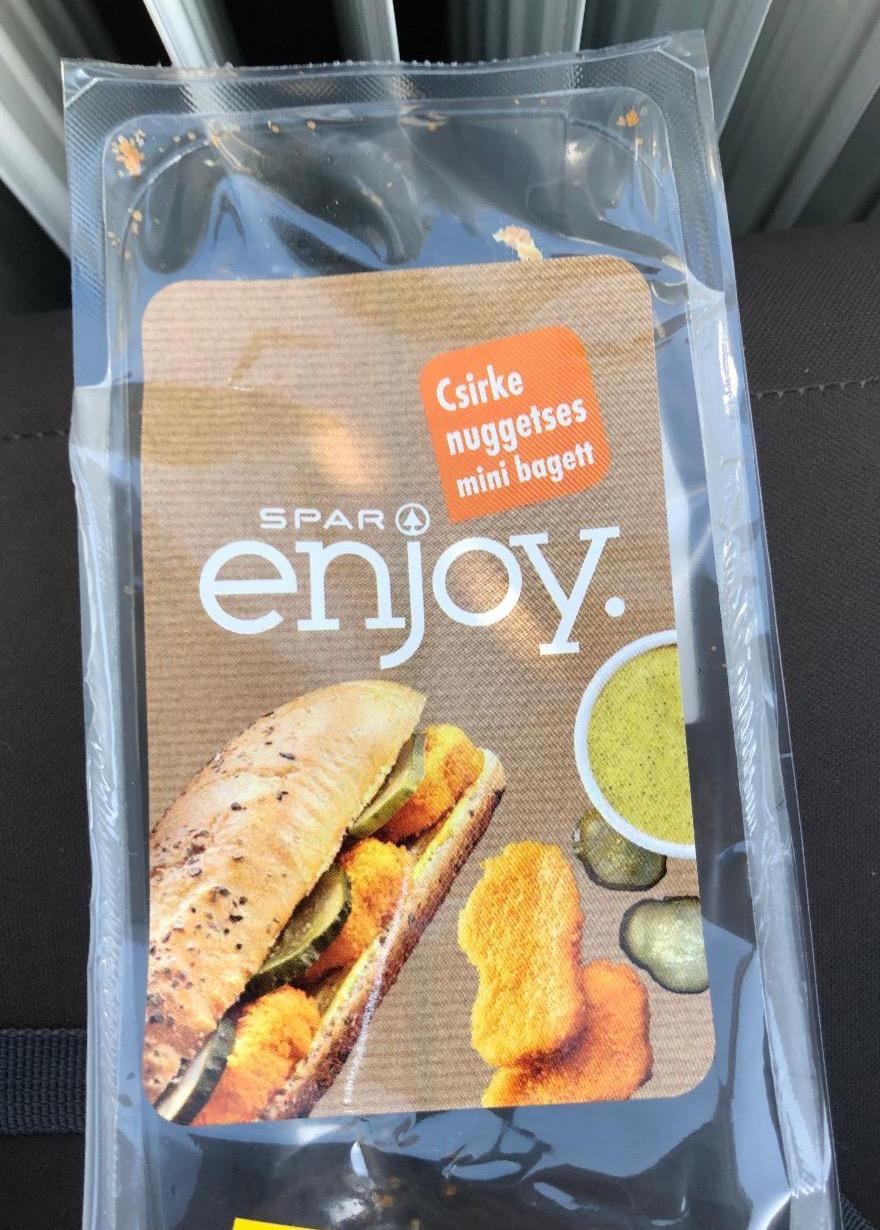 Csirke
nuggetses
mini bagett
SPAR
enjoy.